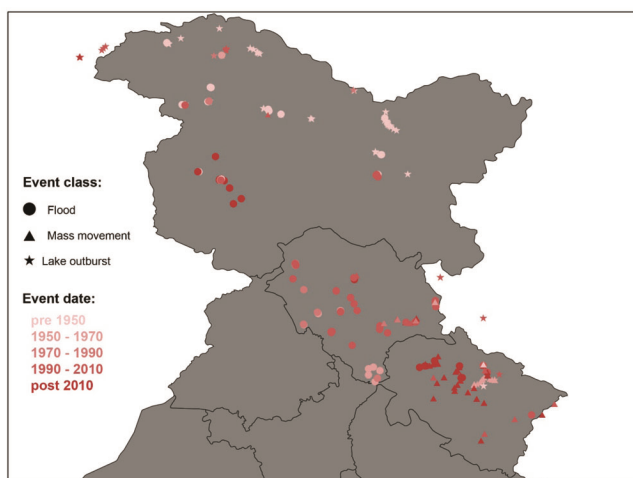 Event class:
Flood
Mass movement
Lake outburst
Event date:
pre 1950
1950 - 1970
1970 - 1990
1990 - 2010
post 2010